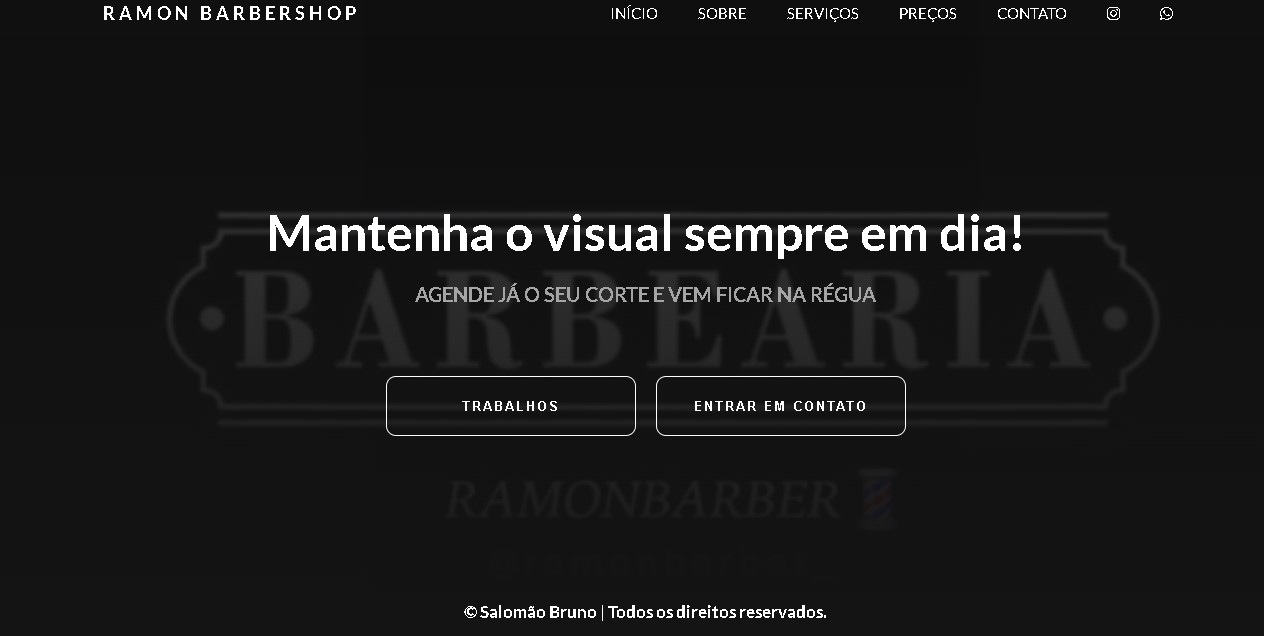 RAMON BARBERSHOP
INÍCIO SOBRE SERVIÇOS PREÇOS CONTATO
Mantenha o visual sempre em dia!
BARBEARIA
AGENDE JÁ O SEU CORTE E VEM FICAR NA RÉGUA
TRABALHOS ENTRAR EM CONTATO
RAMONBARBER
@ramonbarber_
© Salomão Bruno | Todos os direitos reservados.